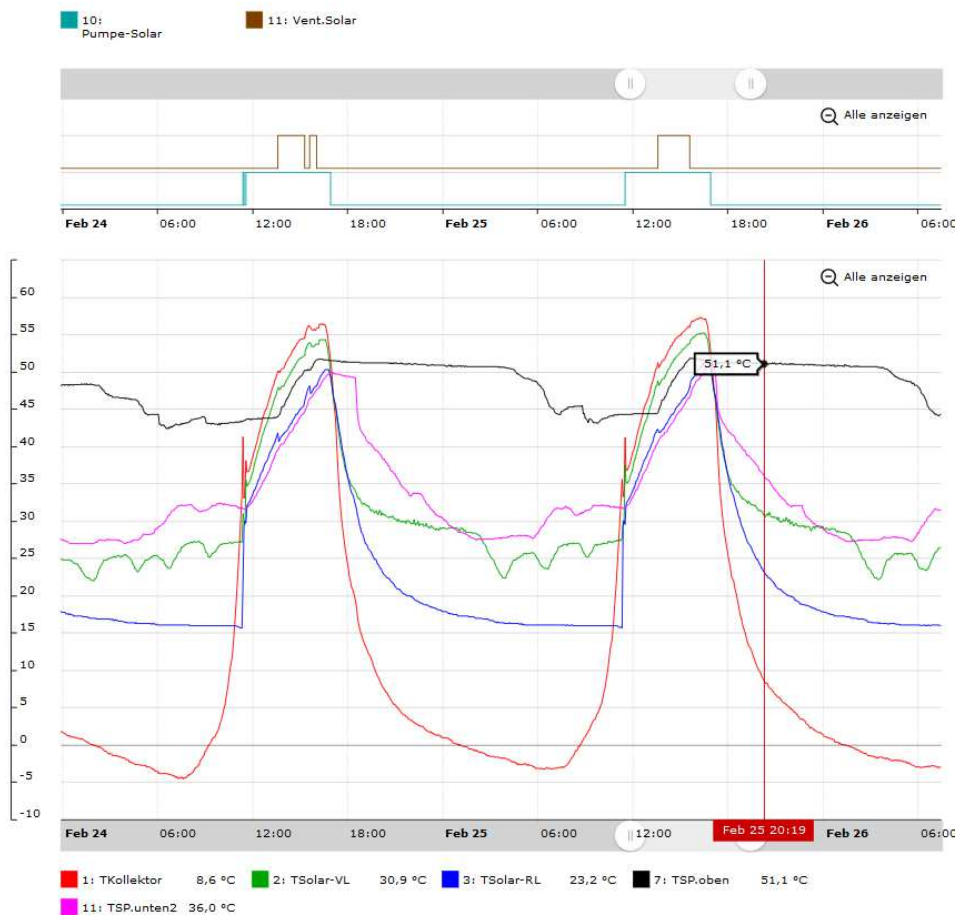 10:
Pumpe-Solar
11: Vent.Solar
Alle anzeigen
Feb 24 06:00 12:00 18:00 Feb 25 06:00 12:00 18:00 Feb 26 06:00
Alle anzeigen
60
55
50
45
40
35
30
25
20
15
10
5
0
-5
-10
51,1 °C
Feb 24 06:00 12:00 18:00 Feb 25 06:00 12:00 Feb 25 20:19 Feb 26 06:00
1: TKollektor 8,6 °C 2: TSolar-VL 30,9 °C 3: TSolar-RL 23,2 °C 7: TSP.oben 51,1 °C
11: TSP.unten2 36,0 °C